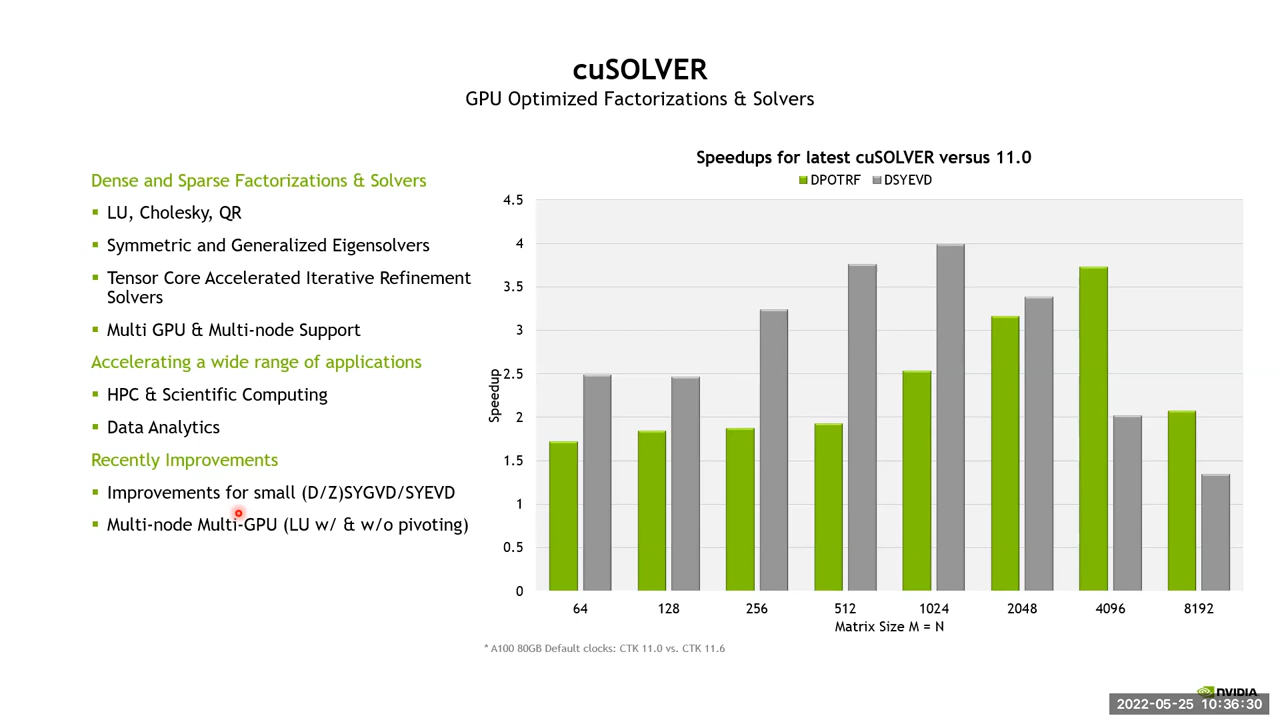 cuSOLVER
GPU Optimized Factorizations & Solvers
Dense and Sparse Factorizations & Solvers
▪ LU, Cholesky, QR
▪ Symmetric and Generalized Eigensolvers
▪ Tensor Core Accelerated Iterative Refinement
Solvers
▪ Multi GPU & Multi-node Support
Accelerating a wide range of applications
▪ HPC & Scientific Computing
▪ Data Analytics
Recently Improvements
▪ Improvements for small (D/Z)SYGVD/SYEVD
▪ Multi-node Multi-GPU (LU w/ & w/o pivoting)
Speedups for latest cuSOLVER versus 11.0
DPOTRF DSYEVD
4.5
4
3.5
3
2.5
2
1.5
1
0.5
0
Speedup
64 128 256 512 1024 2048 4096 8192
Matrix Size M = N
* A100 80GB Default clocks: CTK 11.0 vs. CTK 11.6
NVIDIA
2022-05-25 10:36:30